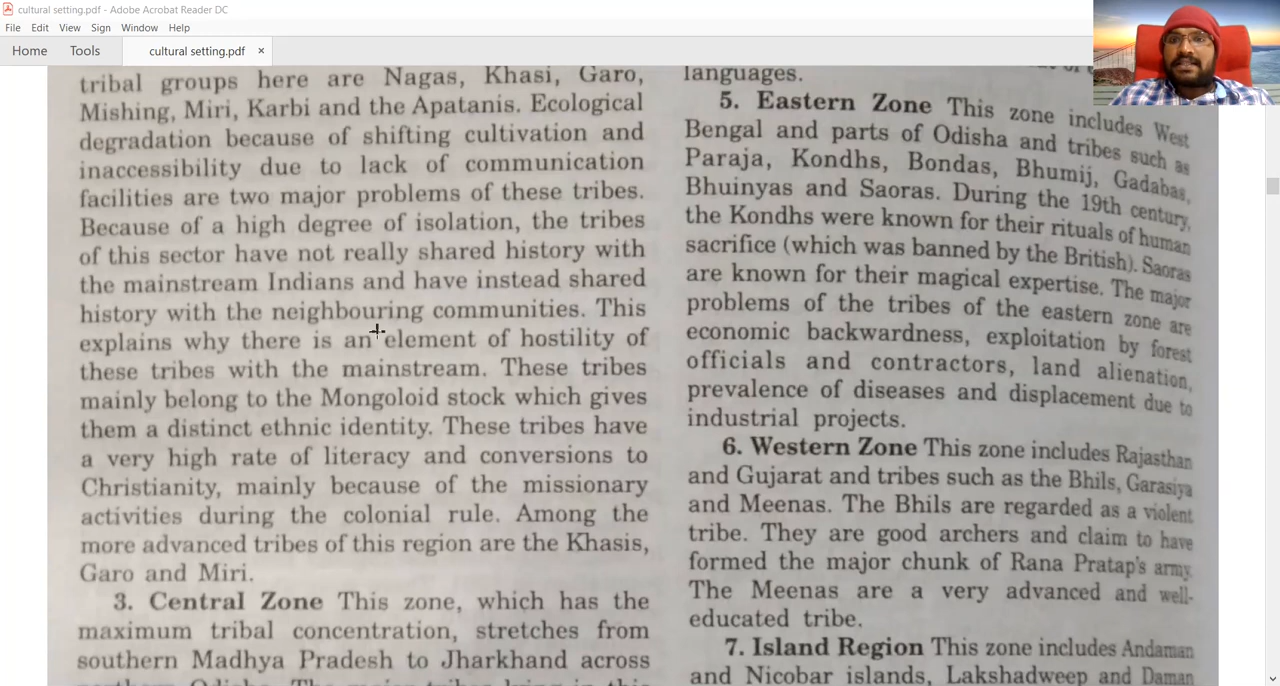 cultural setting.pdf - Adobe Acrobat Reader DC
File Edit View Sign Window Help
Home Tools cultural setting.pdf ×
tribal groups here are Nagas, Khasi, Garo,
Mishing, Miri, Karbi and the Apatanis. Ecological
degradation because of shifting cultivation and
inaccessibility due to lack of communication
facilities are two major problems of these tribes.
Because of a high degree of isolation, the tribes
of this sector have not really shared history with
the mainstream Indians and have instead shared
history with the neighbouring communities. This
explains why there is an element of hostility of
these tribes with the mainstream. These tribes
mainly belong to the Mongoloid stock which gives
them a distinct ethnic identity. These tribes have
a very high rate of literacy and conversions to
Christianity, mainly because of the missionary
activities during the colonial rule. Among the
more advanced tribes of this region are the Khasis,
Garo and Miri.
3. Central Zone This zone, which has the
maximum tribal concentration, stretches from
southern Madhya Pradesh to Jharkhand across
languages.
5. Eastern Zone This zone includes West
Bengal and parts of Odisha and tribes such as
Paraja, Kondhs, Bondas, Bhumij, Gadabas,
Bhuinyas and Saoras. During the 19th century,
the Kondhs were known for their rituals of human
sacrifice (which was banned by the British). Saoras
are known for their magical expertise. The major
problems of the tribes of the eastern zone are
economic backwardness, exploitation by forest
officials and contractors, land alienation,
prevalence of diseases and displacement due to
industrial projects.
6. Western Zone This zone includes Rajasthan
and Gujarat and tribes such as the Bhils, Garasiya
and Meenas. The Bhils are regarded as a violent
tribe. They are good archers and claim to have
formed the major chunk of Rana Pratap's army.
The Meenas are a very advanced and well-
educated tribe.
7. Island Region This zone includes Andaman
and Nicobar islands, Lakshadweep and Daman